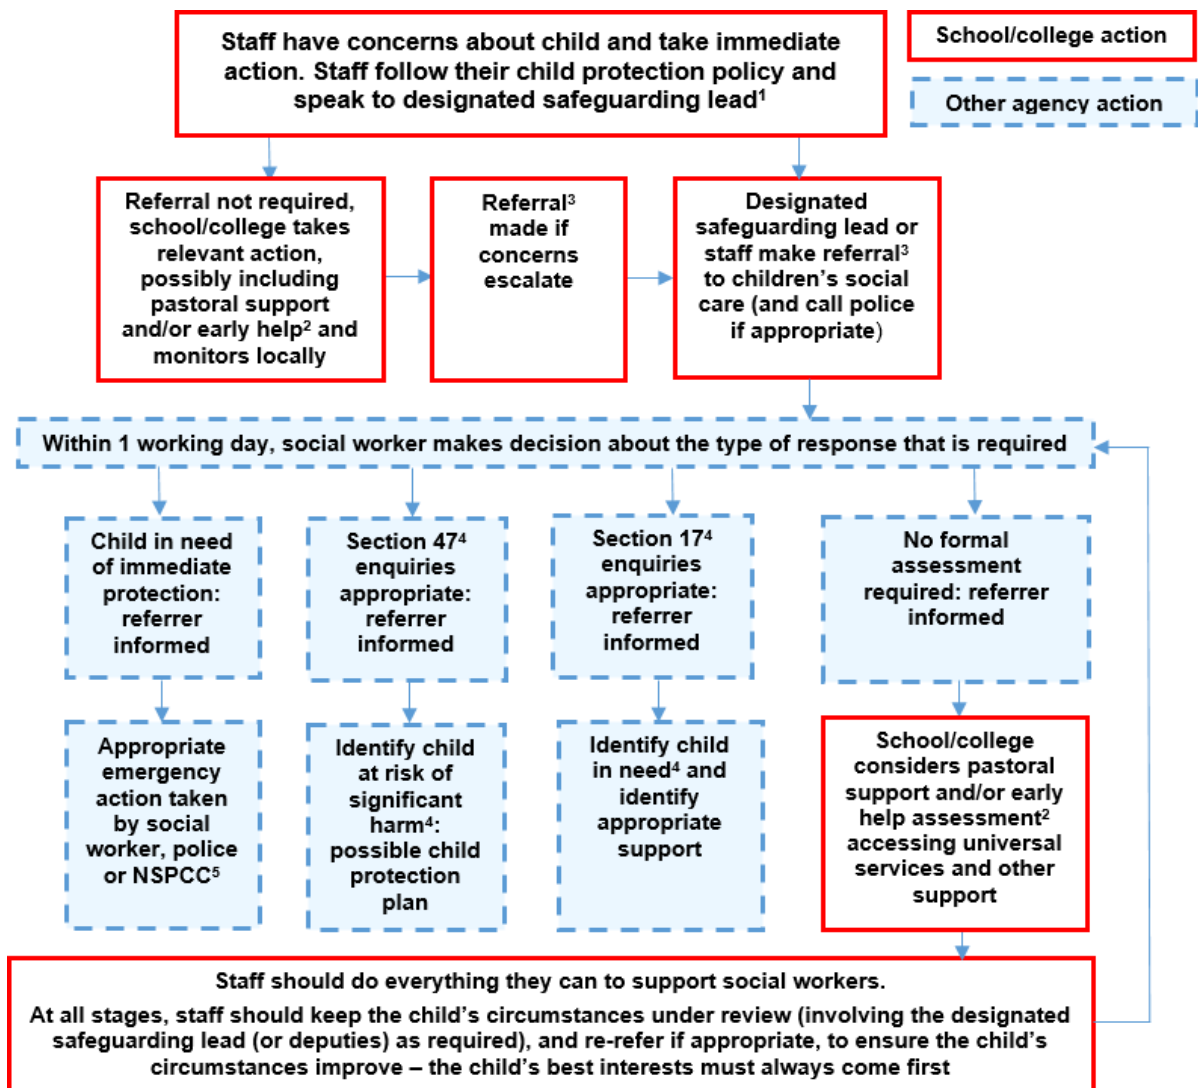 Staff have concerns about child and take immediate
action. Staff follow their child protection policy and
speak to designated safeguarding lead¹
School/college action
Other agency action
Referral not required,
school/college takes
relevant action,
possibly including
pastoral support
and/or early help² and
monitors locally
Referral³
made if
concerns
escalate
Designated
safeguarding lead or
staff make referral³
to children’s social
care (and call police
if appropriate)
Within 1 working day, social worker makes decision about the type of response that is required
Child in need
of immediate
protection:
referrer
informed
Section 47⁴
enquiries
appropriate:
referrer
informed
Section 17⁴
enquiries
appropriate:
referrer
informed
No formal
assessment
required: referrer
informed
Appropriate
emergency
action taken
by social
worker, police
or NSPCC⁵
Identify child
at risk of
significant
harm⁴:
possible child
protection
plan
Identify child
in need⁴ and
identify
appropriate
support
School/college
considers pastoral
support and/or early
help assessment²
accessing universal
services and other
support
Staff should do everything they can to support social workers.
At all stages, staff should keep the child’s circumstances under review (involving the designated
safeguarding lead (or deputies) as required), and re-refer if appropriate, to ensure the child’s
circumstances improve – the child’s best interests must always come first